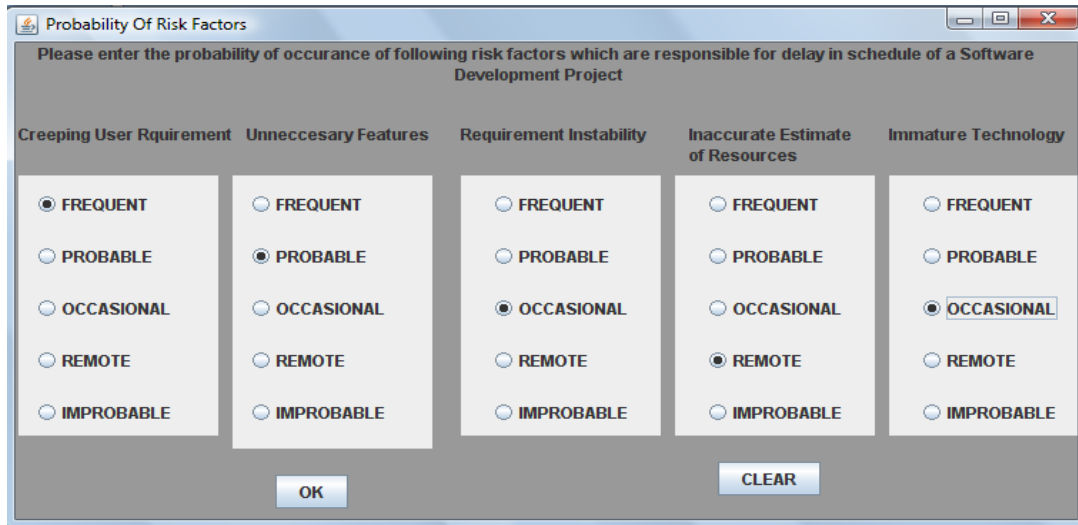 Probability Of Risk Factors
Please enter the probability of occurance of following risk factors which are responsible for delay in schedule of a Software
Development Project
Creeping User Rquirement
Unneccesary Features
Requirement Instability
Inaccurate Estimate
of Resources
Immature Technology
FREQUENT
PROBABLE
OCCASIONAL
REMOTE
IMPROBABLE
FREQUENT
PROBABLE
OCCASIONAL
REMOTE
IMPROBABLE
FREQUENT
PROBABLE
OCCASIONAL
REMOTE
IMPROBABLE
FREQUENT
PROBABLE
OCCASIONAL
REMOTE
IMPROBABLE
FREQUENT
PROBABLE
OCCASIONAL
REMOTE
IMPROBABLE
OK
CLEAR